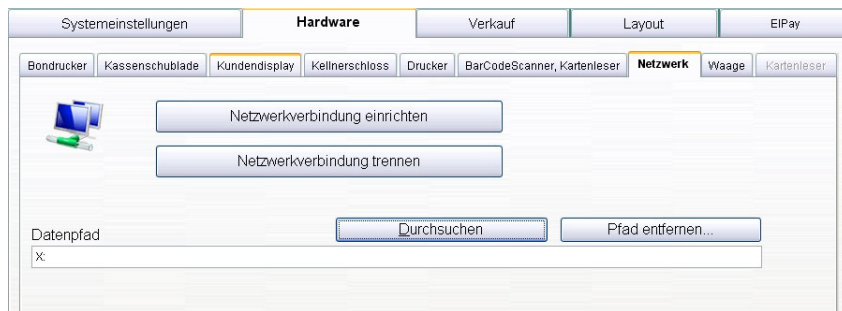 Systemeinstellungen Hardware Verkauf Layout ElPay
Bondrucker Kassenschublade Kundendisplay Kellnerschloss Drucker BarCodeScanner, Kartenleser Netzwerk Waage Kartenleser
Netzwerkverbindung einrichten
Netzwerkverbindung trennen
Datenpfad Durchsuchen Pfad entfernen...
X: